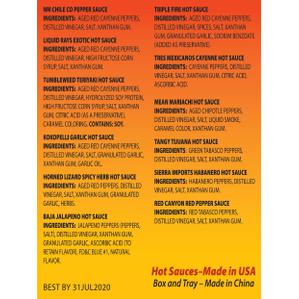 NM CHILE CO PEPPER SAUCE
INGREDIENTS: AGED RED CAYENNE PEPPERS,
DISTILLED VINEGAR, SALT, XANTHAN GUM.
LIQUID RAYS EXOTIC HOT SAUCE
INGREDIENTS: AGED RED CAYENNE PEPPERS,
DISTILLED VINEGAR, HIGH FRUCTOSE CORN
SYRUP, SALT, XANTHAN GUM.
TUMBLEWEED TERIYAKI HOT SAUCE
INGREDIENTS: AGED RED CAYENNE PEPPERS,
DISTILLED VINEGAR, HYDROLYZED SOY PROTEIN,
HIGH FRUCTOSE CORN SYRUP, SALT, XANTHAN
GUM, CITRIC ACID (AS A PRESERVATIVE),
CARAMEL COLORING. CONTAINS: SOY.
KOKOPELLI GARLIC HOT SAUCE
INGREDIENTS: AGED RED CAYENNE PEPPERS,
DISTILLED VINEGAR, SALT, GRANULATED GARLIC,
XANTHAN GUM, GARLIC OIL.
HORNED LIZARD SPICY HERB HOT SAUCE
INGREDIENTS: AGED RED PEPPERS, DISTILLED
VINEGAR, SALT, XANTHAN GUM, GRANULATED
GARLIC, HERBS.
BAJA JALAPENO HOT SAUCE
INGREDIENTS: JALAPENO PEPPERS (PEPPERS,
SALT), DISTILLED VINEGAR, XANTHAN GUM,
GRANULATED GARLIC, ASCORBIC ACID (TO
RETAIN FLAVOR), FD&C BLUE #1, NATURAL
FLAVOR.
BEST BY 31JUL2020
TRIPLE FIRE HOT SAUCE
INGREDIENTS: AGED RED CAYENNE PEPPERS,
DISTILLED VINEGAR, SPICES, SALT, XANTHAN
GUM, GRANULATED GARLIC, SODIUM BENZOATE
(ADDED AS PRESERVATIVE).
TRES MEXICANOS CAYENNE HOT SAUCE
INGREDIENTS: CAYENNE PEPPERS, DISTILLED
VINEGAR, SALT, XANTHAN GUM, CITRIC ACID,
ASCORBIC ACID.
MEAN MARIACHI HOT SAUCE
INGREDIENTS: AGED CHIPOTLE PEPPERS,
DISTILLED VINEGAR, SALT, LIQUID SMOKE,
CARAMEL COLOR, XANTHAN GUM.
TANGY TIJUANA HOT SAUCE
INGREDIENTS: GREEN TABASCO PEPPERS,
DISTILLED VINEGAR, SALT, XANTHAN GUM.
SIERRA IMPORTS HABANERO HOT SAUCE
INGREDIENTS: HABANERO PEPPERS, DISTILLED
VINEGAR, SALT, XANTHAN GUM.
RED CANYON RED PEPPER SAUCE
INGREDIENTS: RED TABASCO PEPPERS,
DISTILLED VINEGAR, SALT, XANTHAN GUM.
Hot Sauces–Made in USA
Box and Tray – Made in China